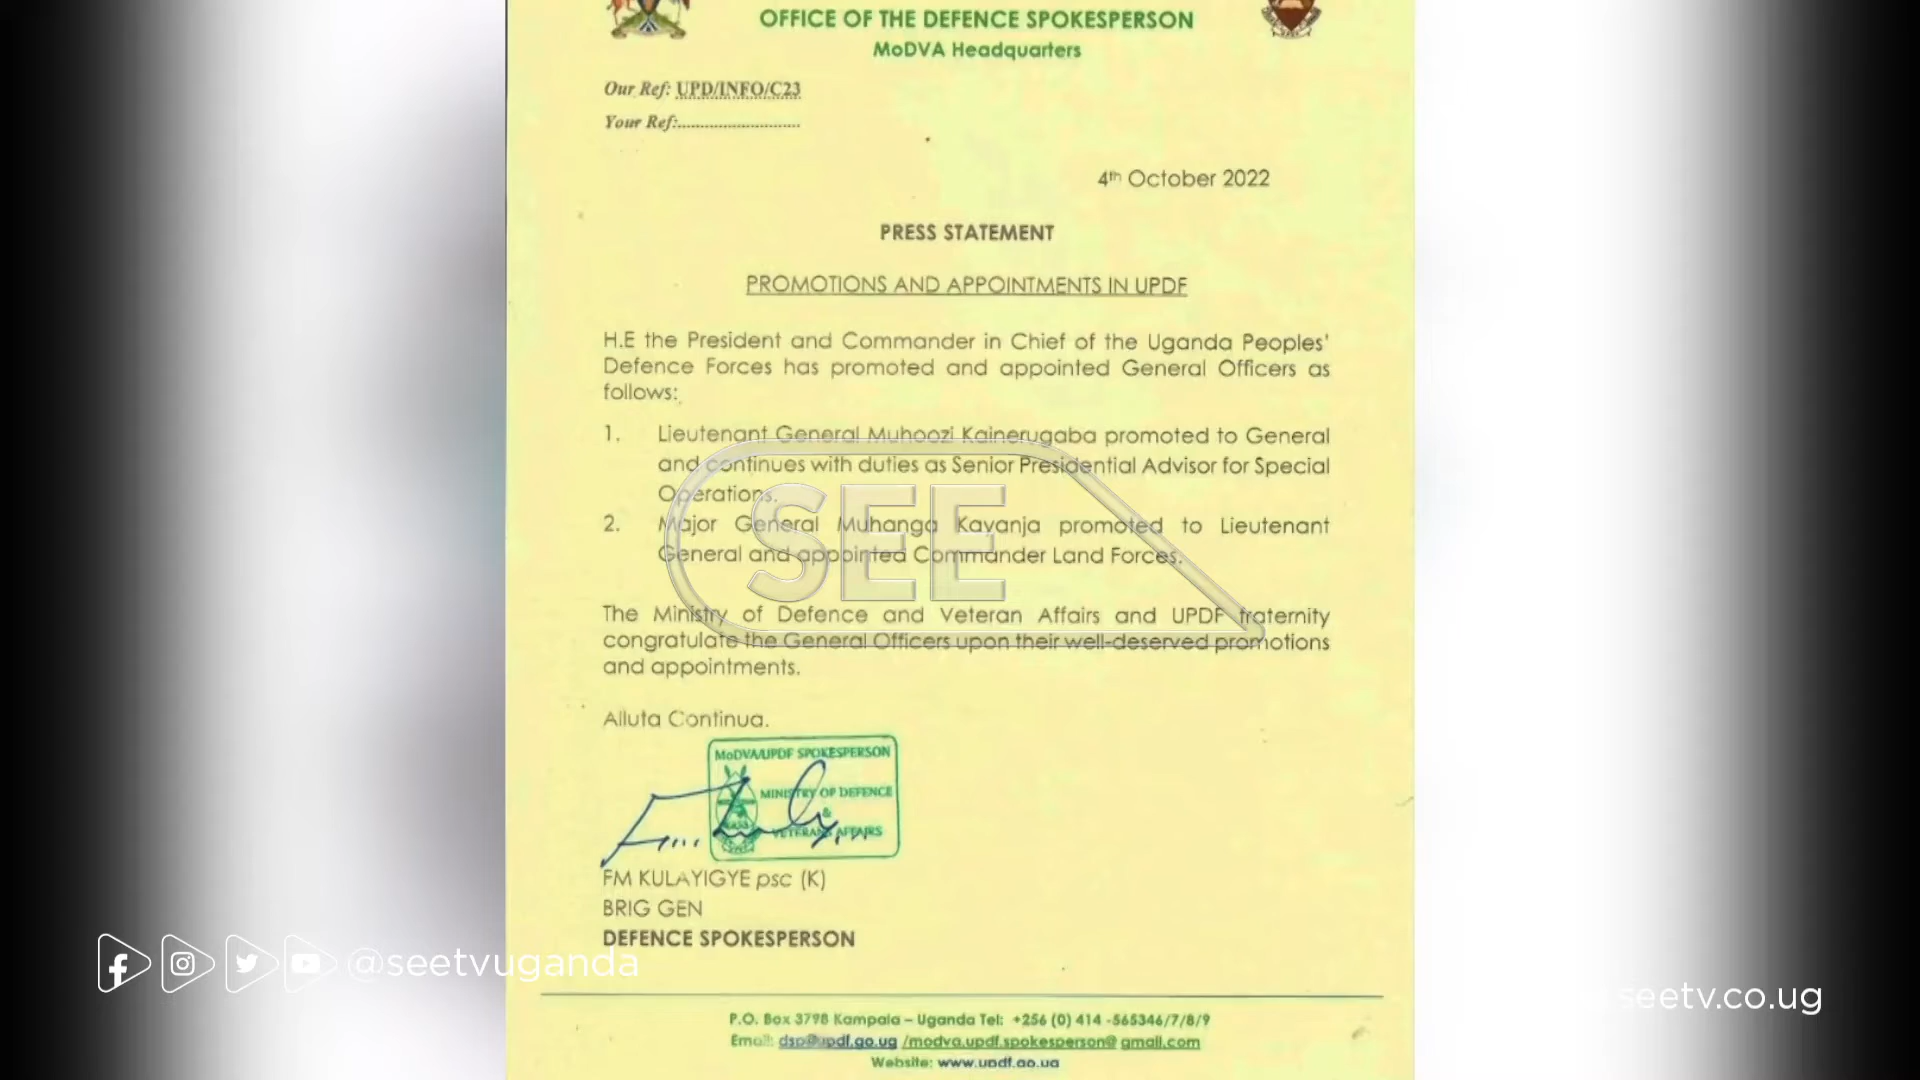 OFFICE OF THE DEFENCE SPOKESPERSON
MoDVA Headquarters
Our Ref: UPD/INFO/C23
Your Ref:...........................
4th October 2022
PRESS STATEMENT
PROMOTIONS AND APPOINTMENTS IN UPDF
H.E the President and Commander in Chief of the Uganda Peoples'
Defence Forces has promoted and appointed General Officers as
follows:
1. Lieutenant General Muhoozi Kainerugaba promoted to General
and continues with duties as Senior Presidential Advisor for Special
Operations.
2. Major General Muhanga Kayanja promoted to Lieutenant
General and appointed Commander Land Forces.
SEE
The Ministry of Defence and Veteran Affairs and UPDF fraternity
congratulate the General Officers upon their well-deserved promotions
and appointments.
Alluta Continua.
MoDVA/UPDF SPOKESPERSON
MINISTRY OF DEFENCE
&
VETERANS AFFAIRS
FM KULAYIGYE psc (K)
BRIG GEN
DEFENCE SPOKESPERSON
@seetvuganda
seetv.co.ug
P.O. Box 3798 Kampala – Uganda Tel: +256 (0) 414 -565346/7/8/9
Email: dsp@updf.go.ug /modva.updf.spokesperson@ gmail.com
Website: www.updf.go.ug